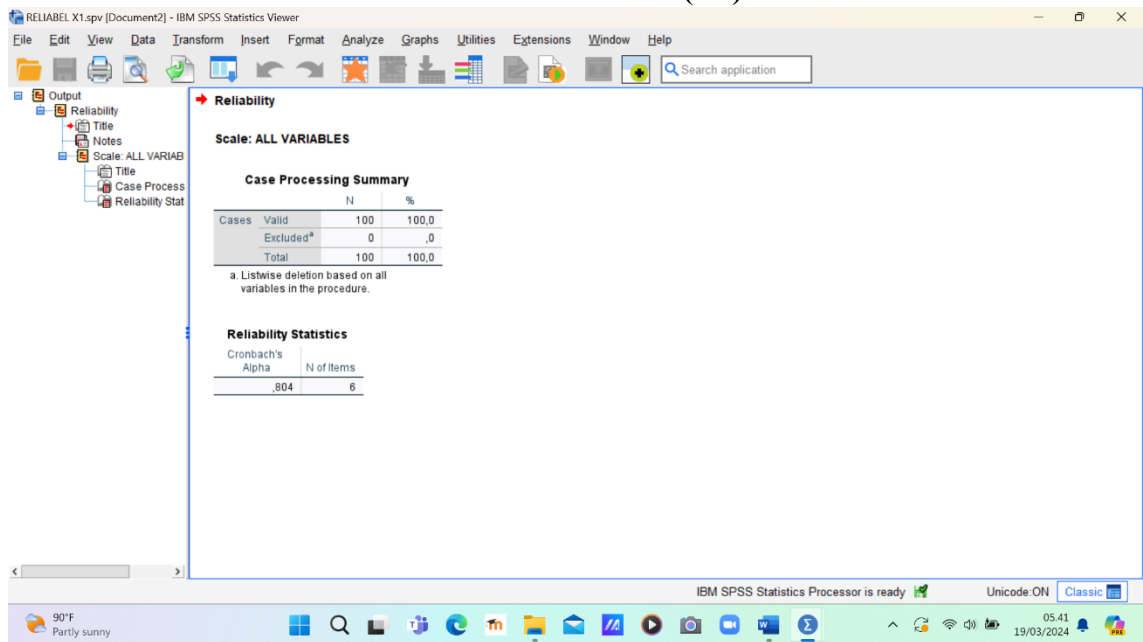 RELIABEL X1.spv [Document2] - IBM SPSS Statistics Viewer
File Edit View Data Transform Insert Format Analyze Graphs Utilities Extensions Window Help
Search application
Output
Reliability
Title
Notes
Scale: ALL VARIAB
Title
Case Process
Reliability Stat
Reliability
Scale: ALL VARIABLES
Case Processing Summary
N %
Cases Valid 100 100,0
Excludedᵃ 0 ,0
Total 100 100,0
a. Listwise deletion based on all
variables in the procedure.
Reliability Statistics
Cronbach's
Alpha N of Items
,804 6
IBM SPSS Statistics Processor is ready Unicode:ON Classic
90°F
Partly sunny
05.41
19/03/2024
PRE